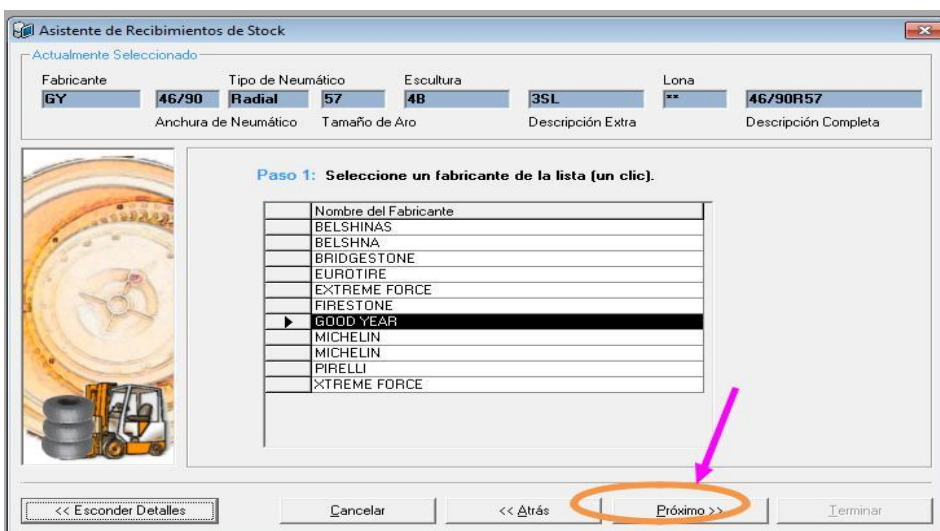 Asistente de Recibimientos de Stock
Actualmente Seleccionado
Fabricante Tipo de Neumático Escultura Lona
GY 46/90 Radial 57 4B 3SL ** 46/90R57
Anchura de Neumático Tamaño de Aro Descripción Extra Descripción Completa
Paso 1: Seleccione un fabricante de la lista (un clic).
Nombre del Fabricante
BELSHINAS
BELSHNA
BRIDGESTONE
EUROTIRE
EXTREME FORCE
FIRESTONE
GOOD YEAR
MICHELIN
MICHELIN
PIRELLI
XTREME FORCE
<< Esconder Detalles Cancelar << Atrás Próximo >> Terminar